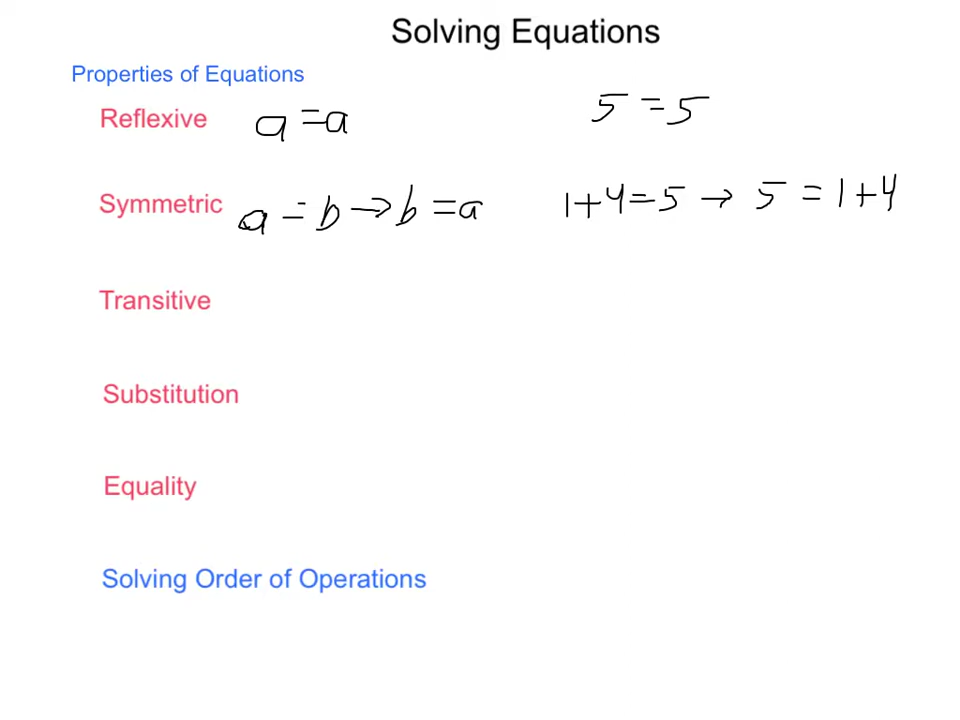 Solving Equations
Properties of Equations
Reflexive a = a 5 = 5
Symmetric a = b → b = a 1+4=5 → 5 = 1+4
Transitive
Substitution
Equality
Solving Order of Operations